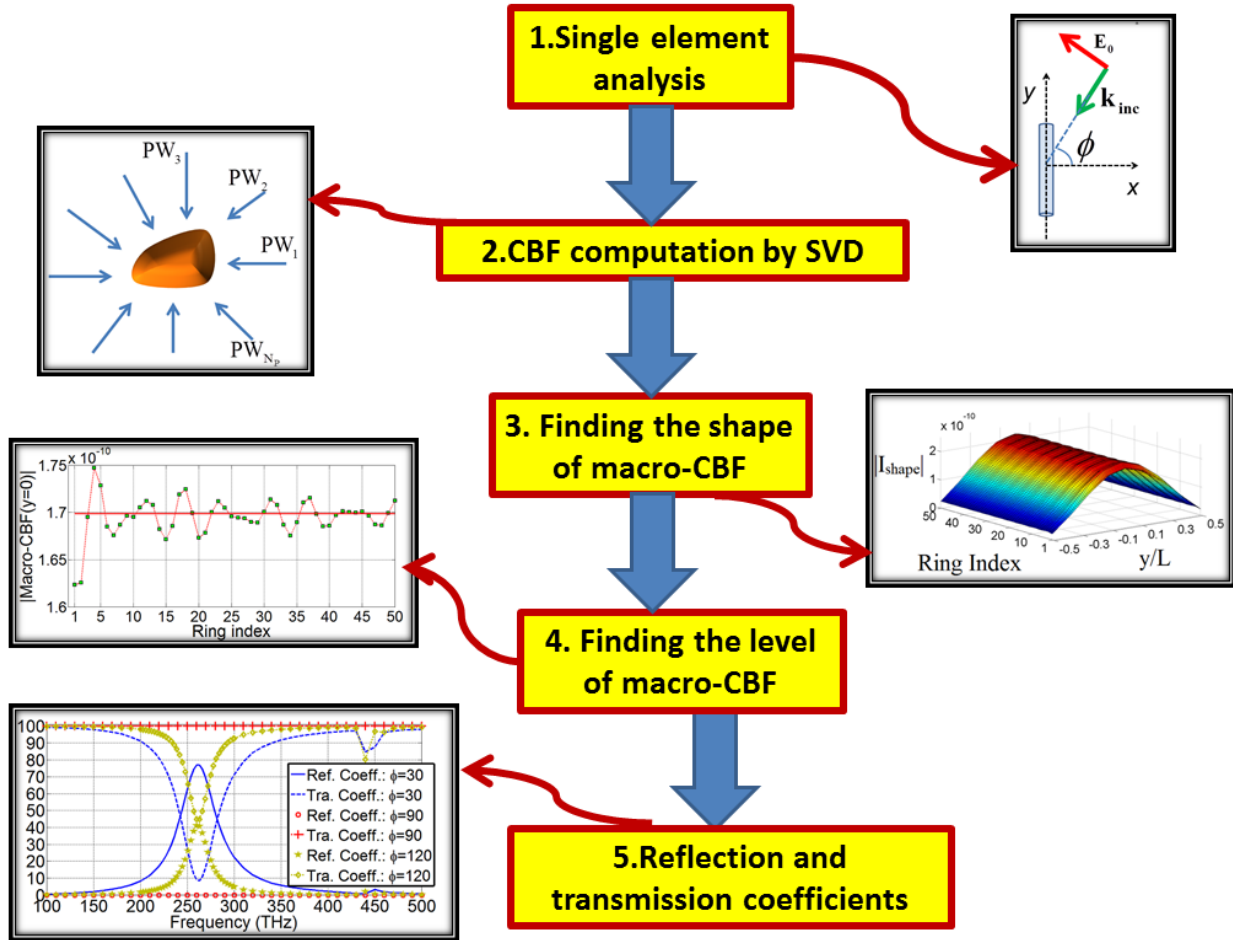 1.Single element
analysis
E₀
y
k inc
ϕ
x
PW₃
PW₂
PW₁
PW_{N_P}
2.CBF computation by SVD
3. Finding the shape
of macro-CBF
x 10⁻¹⁰
2
1
0
|I_shape|
50 40 30 20 10 1
-0.5 -0.3 -0.1 0.1 0.3 0.5
Ring Index
y/L
x 10⁻¹⁰
1.75
1.7
1.65
1.6
|Macro-CBF(y=0)|
1 5 10 15 20 25 30 35 40 45 50
Ring index
4. Finding the level
of macro-CBF
100
90
80
70
60
50
40
30
20
10
0
100 150 200 250 300 350 400 450 500
Frequency (THz)
Ref. Coeff.: ϕ=30
Tra. Coeff.: ϕ=30
Ref. Coeff.: ϕ=90
Tra. Coeff.: ϕ=90
Ref. Coeff.: ϕ=120
Tra. Coeff.: ϕ=120
5.Reflection and
transmission coefficients